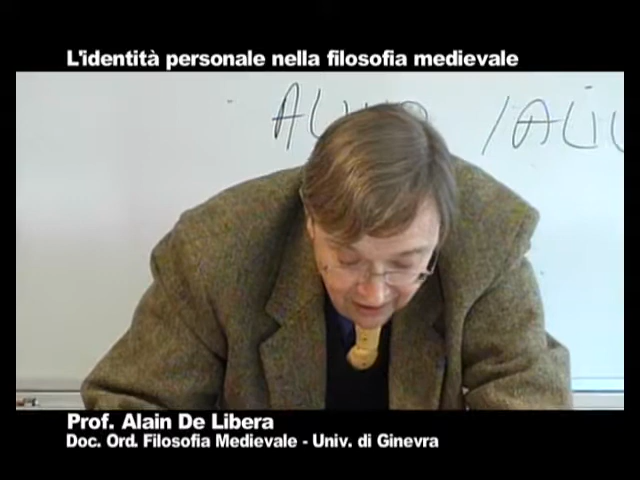 L'identità personale nella filosofia medievale
Prof. Alain De Libera
Doc. Ord. Filosofia Medievale - Univ. di Ginevra